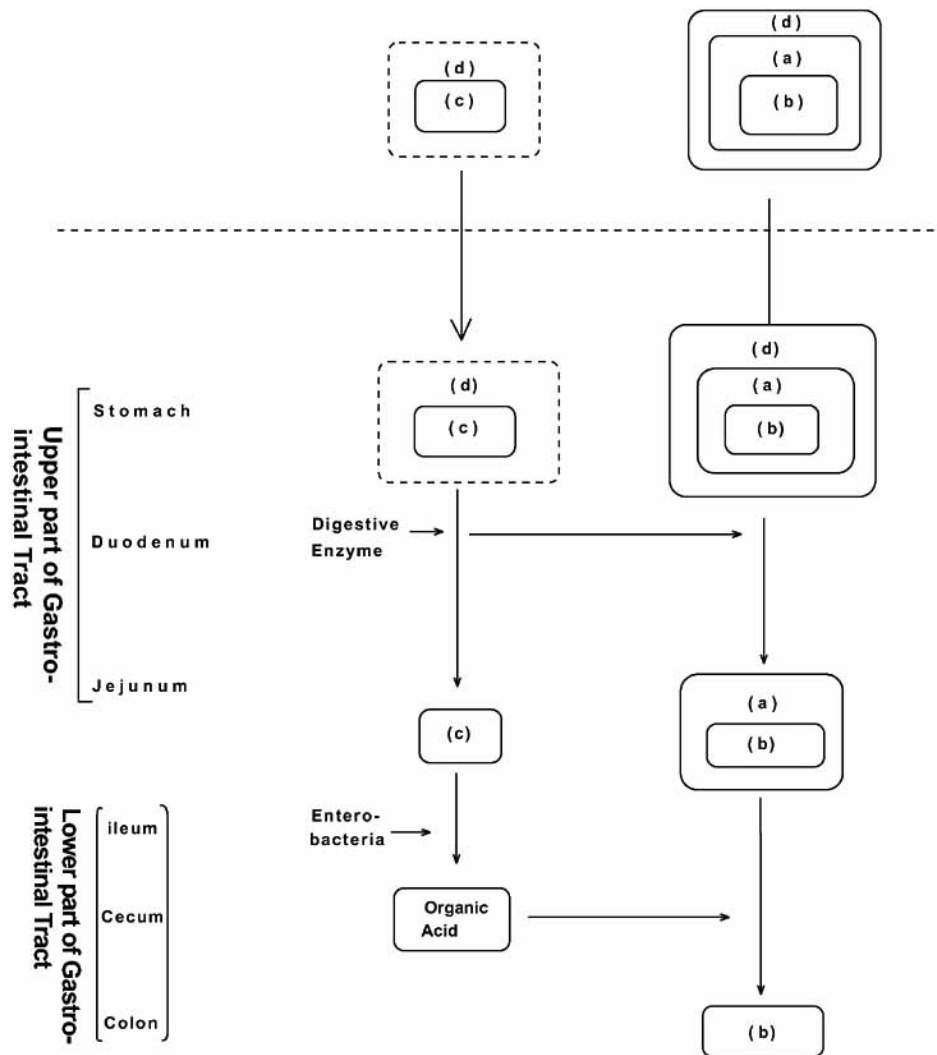 (d)
(c)
(d)
(a)
(b)
Upper part of Gastro-
intestinal Tract
Stomach
Duodenum
Jejunum
(d)
(c)
(d)
(a)
(b)
Digestive
Enzyme
(c)
(a)
(b)
Lower part of Gastro-
intestinal Tract
ileum
Cecum
Colon
Entero-
bacteria
Organic
Acid
(b)